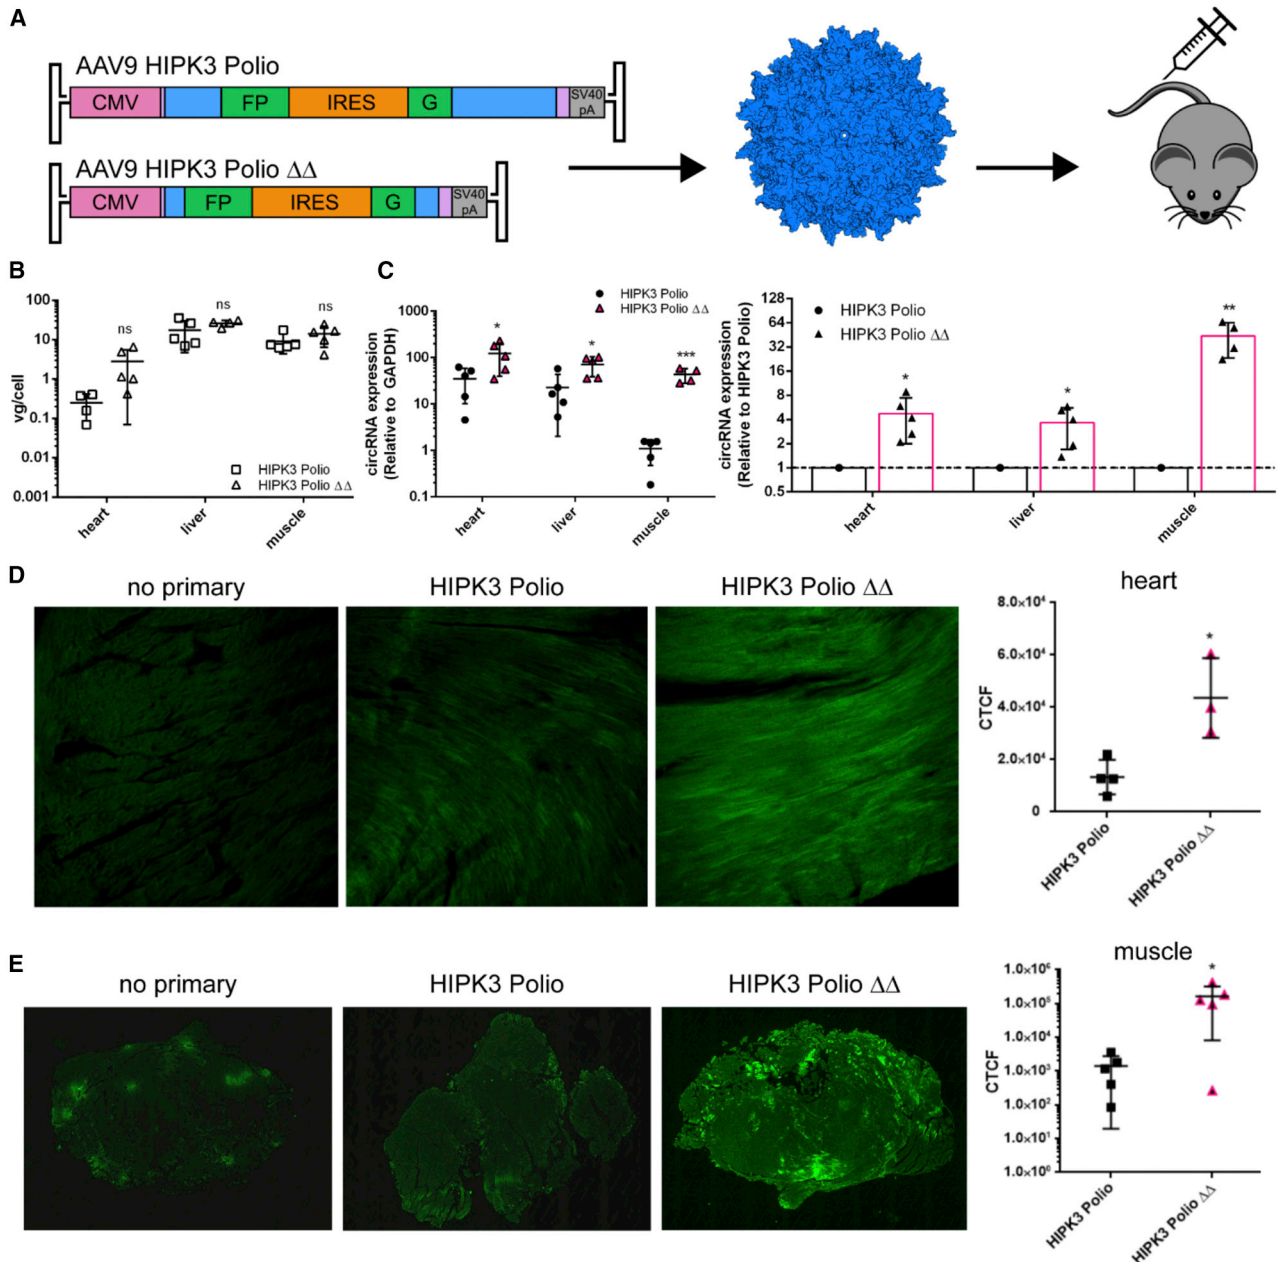 A
AAV9 HIPK3 Polio
CMV FP IRES G SV40 pA
AAV9 HIPK3 Polio ΔΔ
CMV FP IRES G SV40 pA
B
vg/cell
100
10
1
0.1
0.01
0.001
ns
ns
ns
HIPK3 Polio
HIPK3 Polio ΔΔ
heart
liver
muscle
C
circRNA expression
(Relative to GAPDH)
1000
100
10
1
0.1
HIPK3 Polio
HIPK3 Polio ΔΔ
*
*
***
heart
liver
muscle
circRNA expression
(Relative to HIPK3 Polio)
128
64
32
16
8
4
2
1
0.5
HIPK3 Polio
HIPK3 Polio ΔΔ
*
*
**
heart
liver
muscle
D
no primary
HIPK3 Polio
HIPK3 Polio ΔΔ
heart
CTCF
8.0×10⁴
6.0×10⁴
4.0×10⁴
2.0×10⁴
0
*
HIPK3 Polio
HIPK3 Polio ΔΔ
E
no primary
HIPK3 Polio
HIPK3 Polio ΔΔ
muscle
CTCF
1.0×10⁶
1.0×10⁵
1.0×10⁴
1.0×10³
1.0×10²
1.0×10¹
1.0×10⁰
*
HIPK3 Polio
HIPK3 Polio ΔΔ